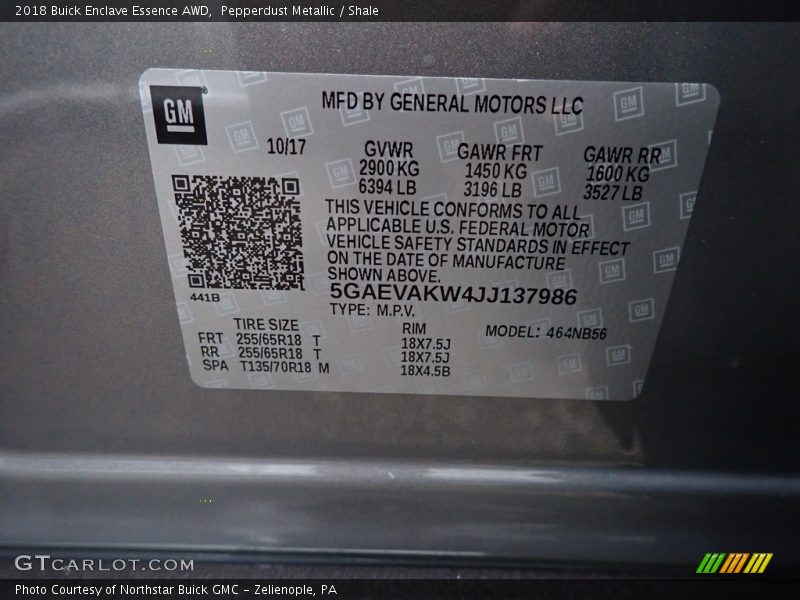 2018 Buick Enclave Essence AWD,  Pepperdust Metallic / Shale
GM
MFD BY GENERAL MOTORS LLC
10/17
GVWR GAWR FRT GAWR RR
2900 KG 1450 KG 1600 KG
6394 LB 3196 LB 3527 LB
THIS VEHICLE CONFORMS TO ALL
APPLICABLE U.S. FEDERAL MOTOR
VEHICLE SAFETY STANDARDS IN EFFECT
ON THE DATE OF MANUFACTURE
SHOWN ABOVE.
441B
5GAEVAKW4JJ137986
TYPE: M.P.V.
TIRE SIZE RIM MODEL: 464NB56
FRT 255/65R18 T 18X7.5J
RR 255/65R18 T 18X7.5J
SPA T135/70R18 M 18X4.5B
GTCARLOT.COM
Photo Courtesy of Northstar Buick GMC – Zelienople, PA